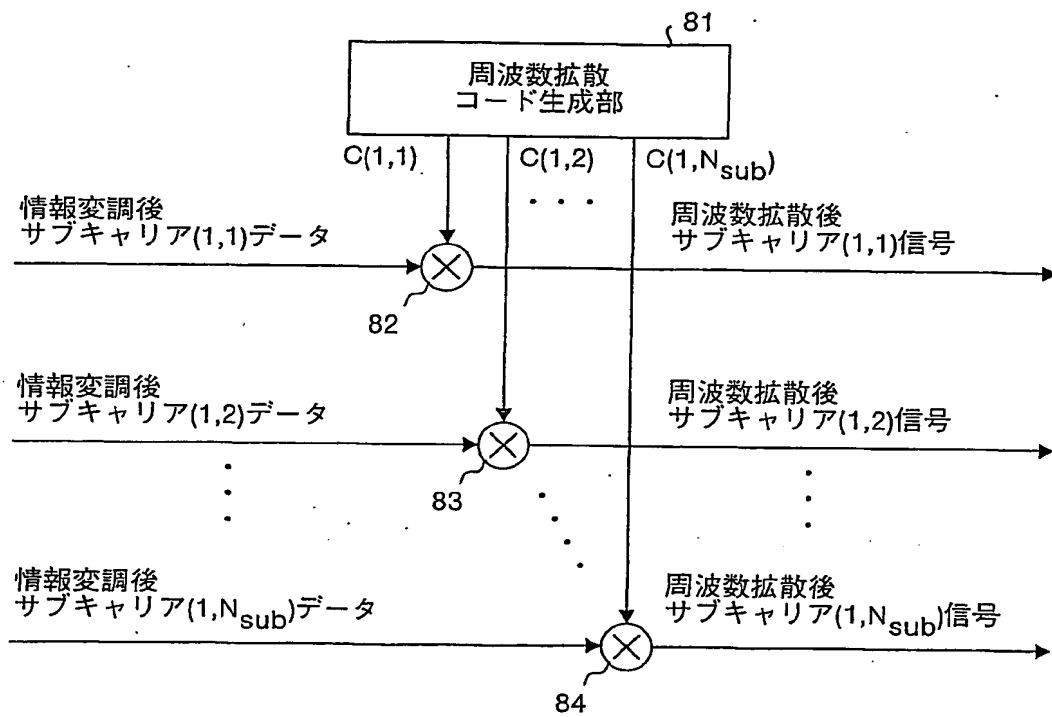 81
周波数拡散
コード生成部
C(1,1)
C(1,2)
C(1,N_sub)
情報変調後
サブキャリア(1,1)データ
周波数拡散後
サブキャリア(1,1)信号
82
情報変調後
サブキャリア(1,2)データ
周波数拡散後
サブキャリア(1,2)信号
83
情報変調後
サブキャリア(1,N_sub)データ
周波数拡散後
サブキャリア(1,N_sub)信号
84